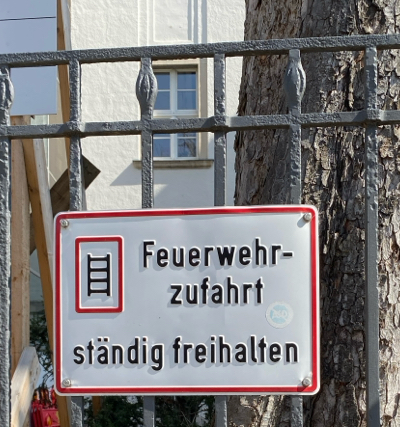 Feuerwehr-
zufahrt
ständig freihalten